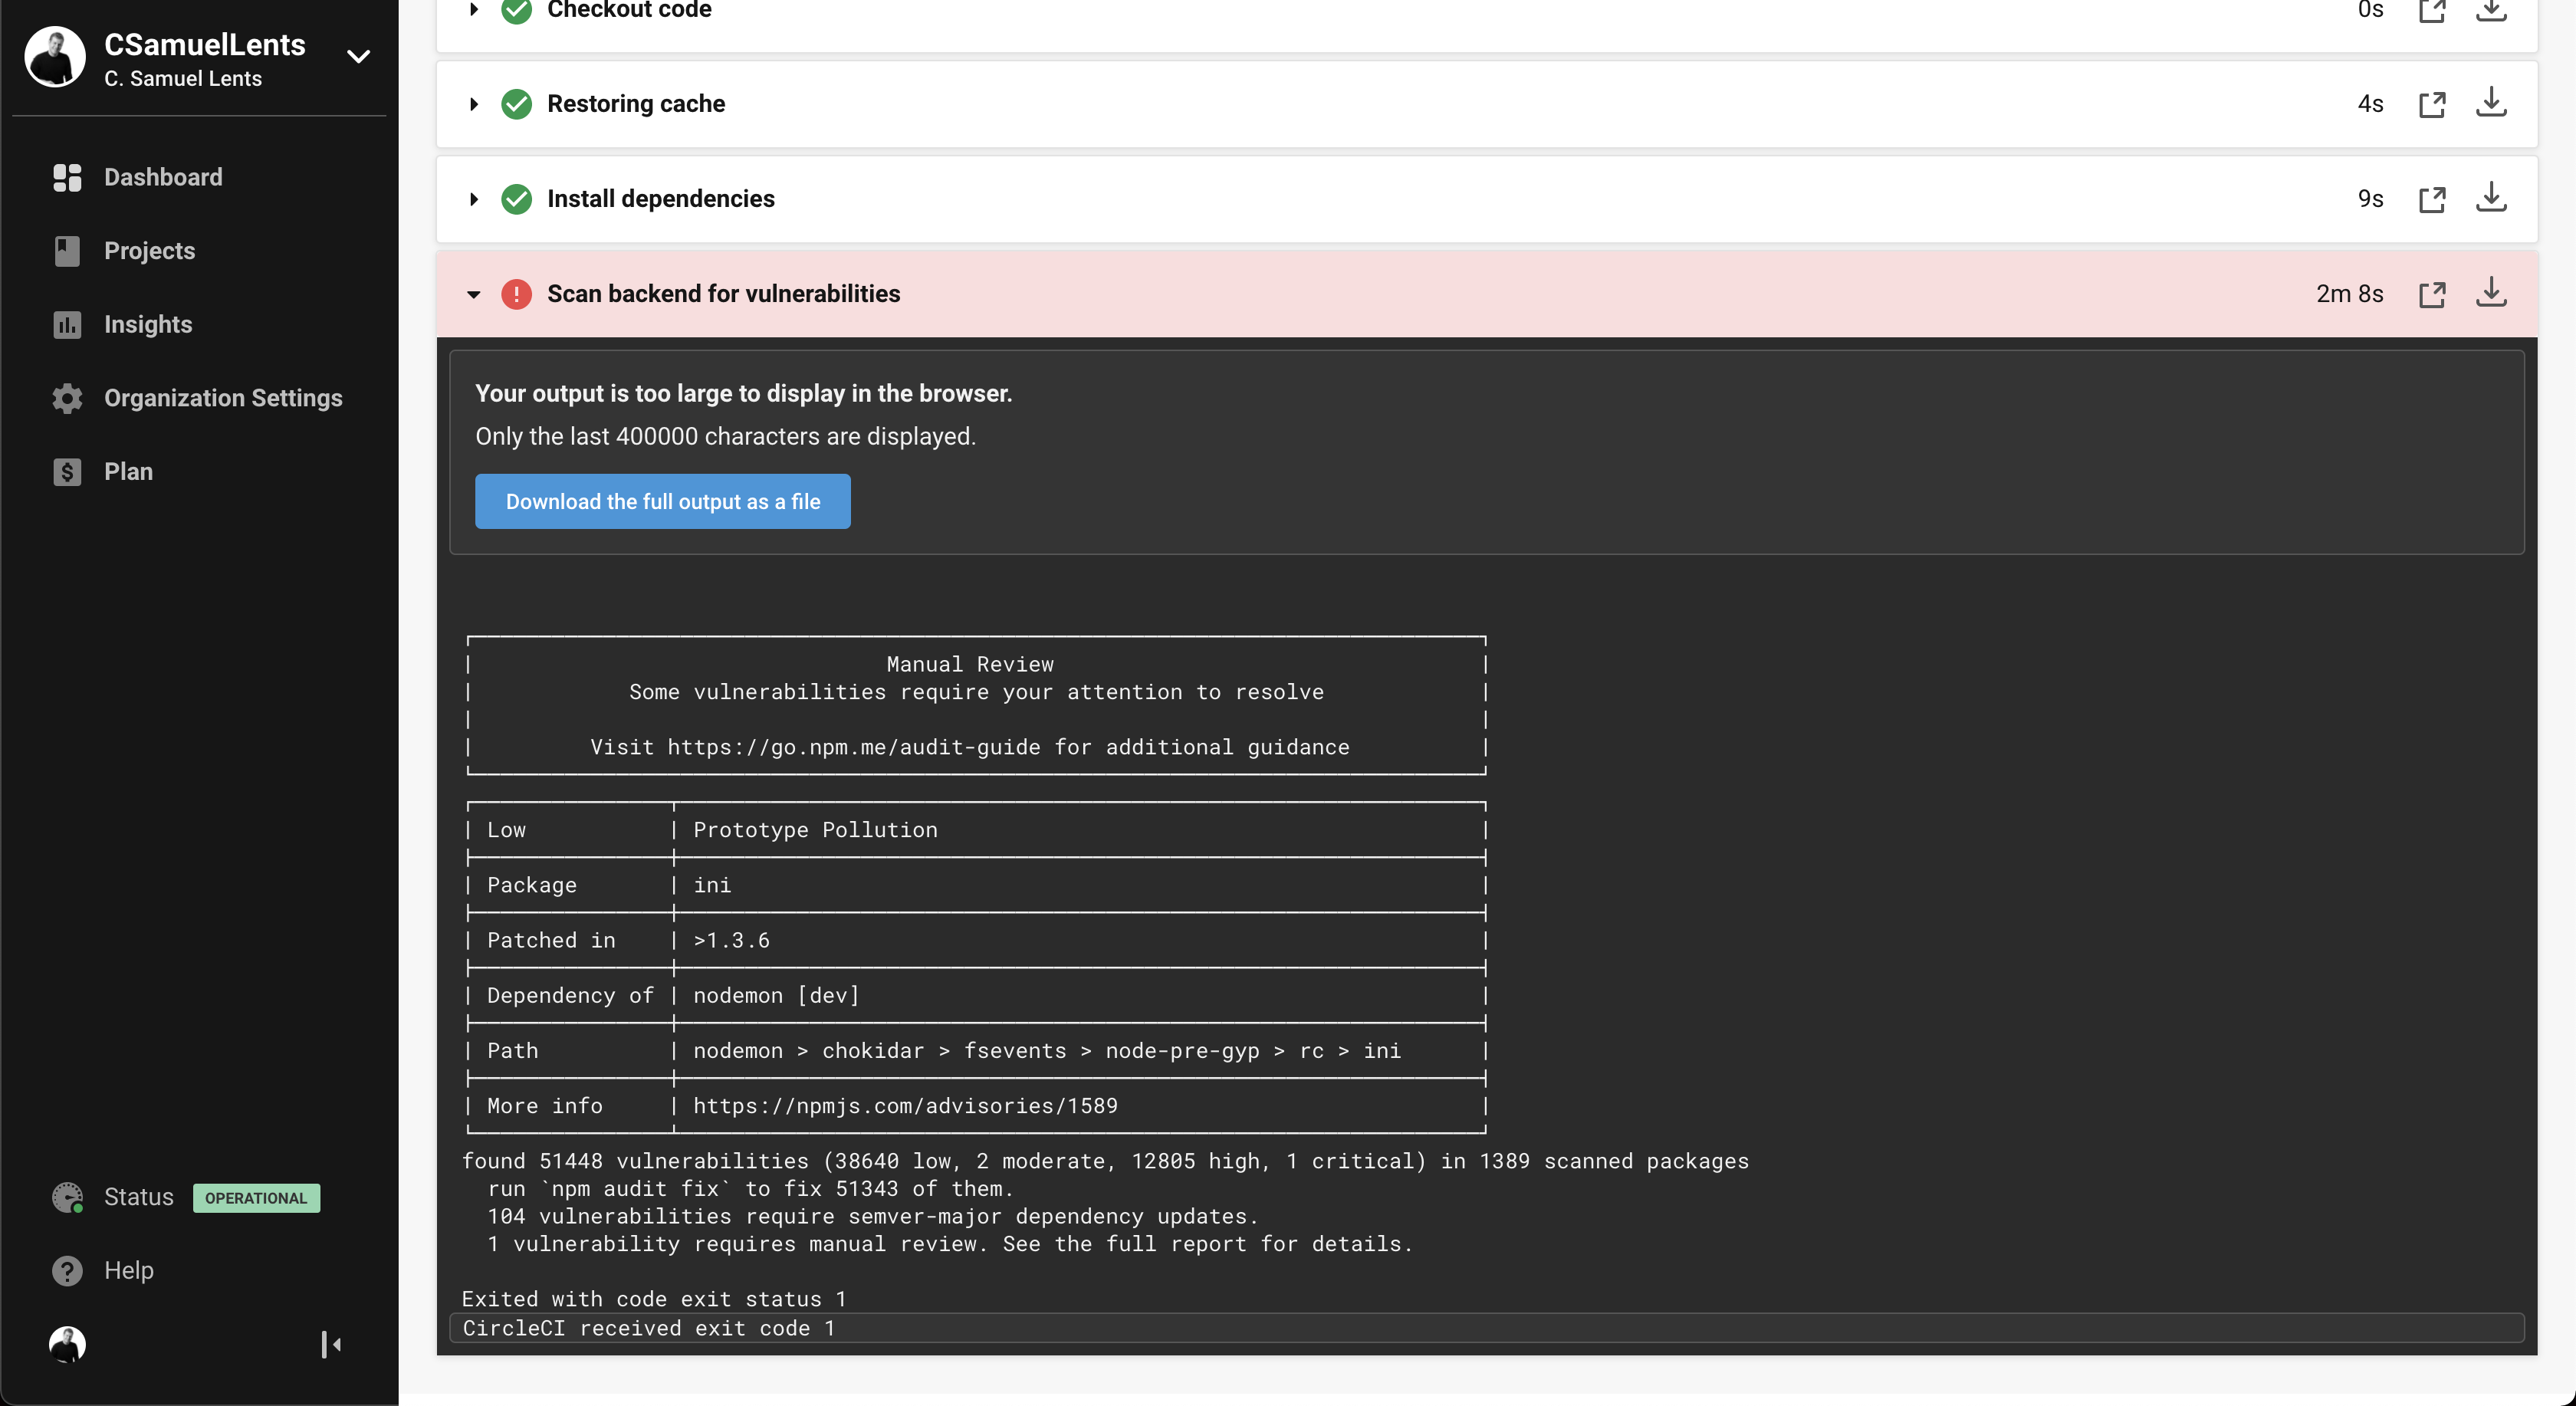 CSamuelLents
C. Samuel Lents
Dashboard
Projects
Insights
Organization Settings
Plan
Status OPERATIONAL
Help
Checkout code 0s
Restoring cache 4s
Install dependencies 9s
Scan backend for vulnerabilities 2m 8s
Your output is too large to display in the browser.
Only the last 400000 characters are displayed.
Download the full output as a file
Manual Review
Some vulnerabilities require your attention to resolve
Visit https://go.npm.me/audit-guide for additional guidance
Low | Prototype Pollution
Package | ini
Patched in | >1.3.6
Dependency of | nodemon [dev]
Path | nodemon > chokidar > fsevents > node-pre-gyp > rc > ini
More info | https://npmjs.com/advisories/1589
found 51448 vulnerabilities (38640 low, 2 moderate, 12805 high, 1 critical) in 1389 scanned packages
run `npm audit fix` to fix 51343 of them.
104 vulnerabilities require semver-major dependency updates.
1 vulnerability requires manual review. See the full report for details.
Exited with code exit status 1
CircleCI received exit code 1